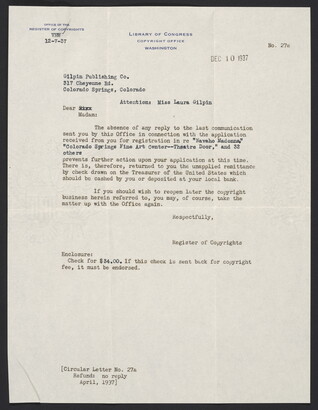 OFFICE OF THE
REGISTER OF COPYRIGHTS
12-7-37
LIBRARY OF CONGRESS
COPYRIGHT OFFICE
WASHINGTON
No. 27a
DEC 10 1937
Gilpin Publishing Co.
317 Cheyenne Rd.
Colorado Springs, Colorado
Attention: Miss Laura Gilpin
Dear
Madam:
The absence of any reply to the last communication
sent you by this Office in connection with the application
received from you for registration in re "Navaho Madonna"
"Colorado Springs Fine Art Center--Theatre Door," and 32
others
prevents further action upon your application at this time.
There is, therefore, returned to you the unapplied remittance
by check drawn on the Treasurer of the United States which
should be cashed by you or deposited at your local bank.
If you should wish to reopen later the copyright
business herein referred to, you may, of course, take the
matter up with the Office again.
Respectfully,
Register of Copyrights
Enclosure:
Check for $34.00. If this check is sent back for copyright
fee, it must be endorsed.
[Circular Letter No. 27a
Refund: no reply
April, 1937]